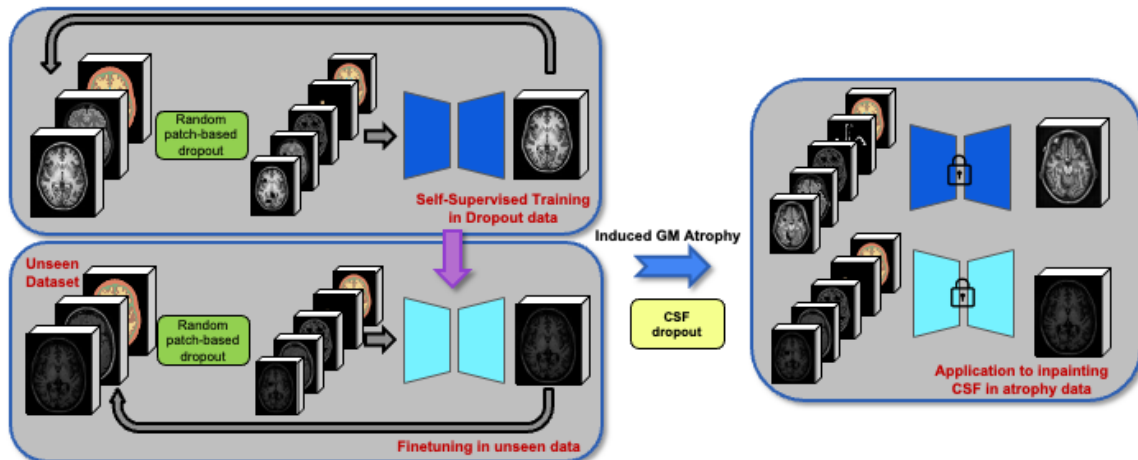 Random
patch-based
dropout
Self-Supervised Training
in Dropout data
Unseen
Dataset
Random
patch-based
dropout
Finetuning in unseen data
Induced GM Atrophy
CSF
dropout
Application to inpainting
CSF in atrophy data